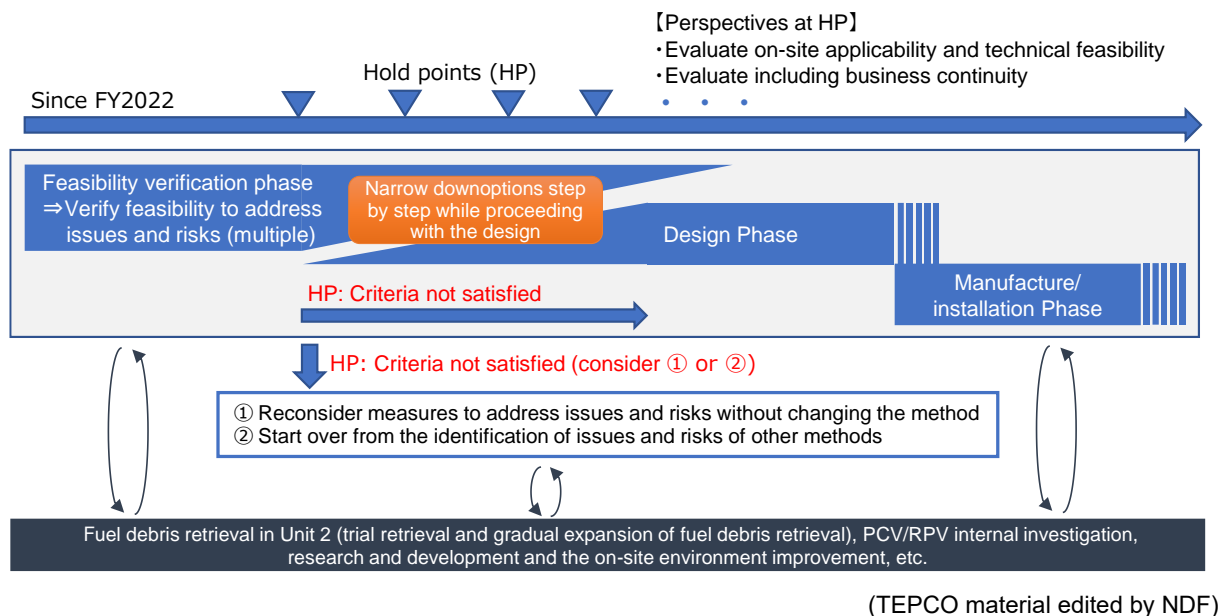 【Perspectives at HP】
・Evaluate on-site applicability and technical feasibility
・Evaluate including business continuity
・ ・ ・
Hold points (HP)
Since FY2022
Feasibility verification phase
⇒Verify feasibility to address
issues and risks (multiple)
Narrow downoptions step
by step while proceeding
with the design
Design Phase
Manufacture/
installation Phase
HP: Criteria not satisfied
HP: Criteria not satisfied (consider ① or ②)
① Reconsider measures to address issues and risks without changing the method
② Start over from the identification of issues and risks of other methods
Fuel debris retrieval in Unit 2 (trial retrieval and gradual expansion of fuel debris retrieval), PCV/RPV internal investigation,
research and development and the on-site environment improvement, etc.
(TEPCO material edited by NDF)